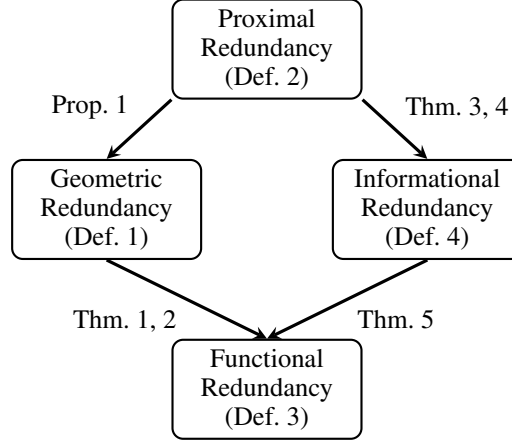 Proximal
Redundancy
(Def. 2)
Prop. 1
Thm. 3, 4
Geometric
Redundancy
(Def. 1)
Informational
Redundancy
(Def. 4)
Thm. 1, 2
Thm. 5
Functional
Redundancy
(Def. 3)